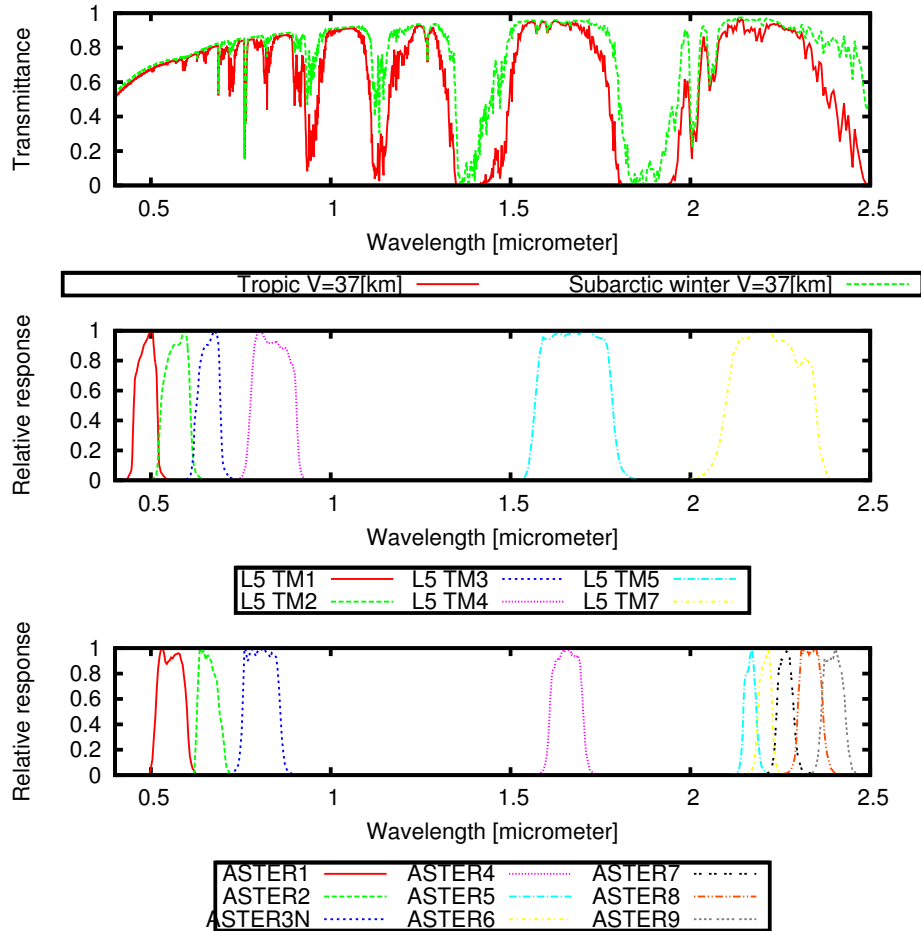 1
0.8
0.6
0.4
0.2
0
Transmittance
0.5 1 1.5 2 2.5
Wavelength [micrometer]
Tropic V=37[km] Subarctic winter V=37[km]
1
0.8
0.6
0.4
0.2
0
Relative response
0.5 1 1.5 2 2.5
Wavelength [micrometer]
L5 TM1 L5 TM3 L5 TM5
L5 TM2 L5 TM4 L5 TM7
1
0.8
0.6
0.4
0.2
0
Relative response
0.5 1 1.5 2 2.5
Wavelength [micrometer]
ASTER1 ASTER4 ASTER7
ASTER2 ASTER5 ASTER8
ASTER3N ASTER6 ASTER9